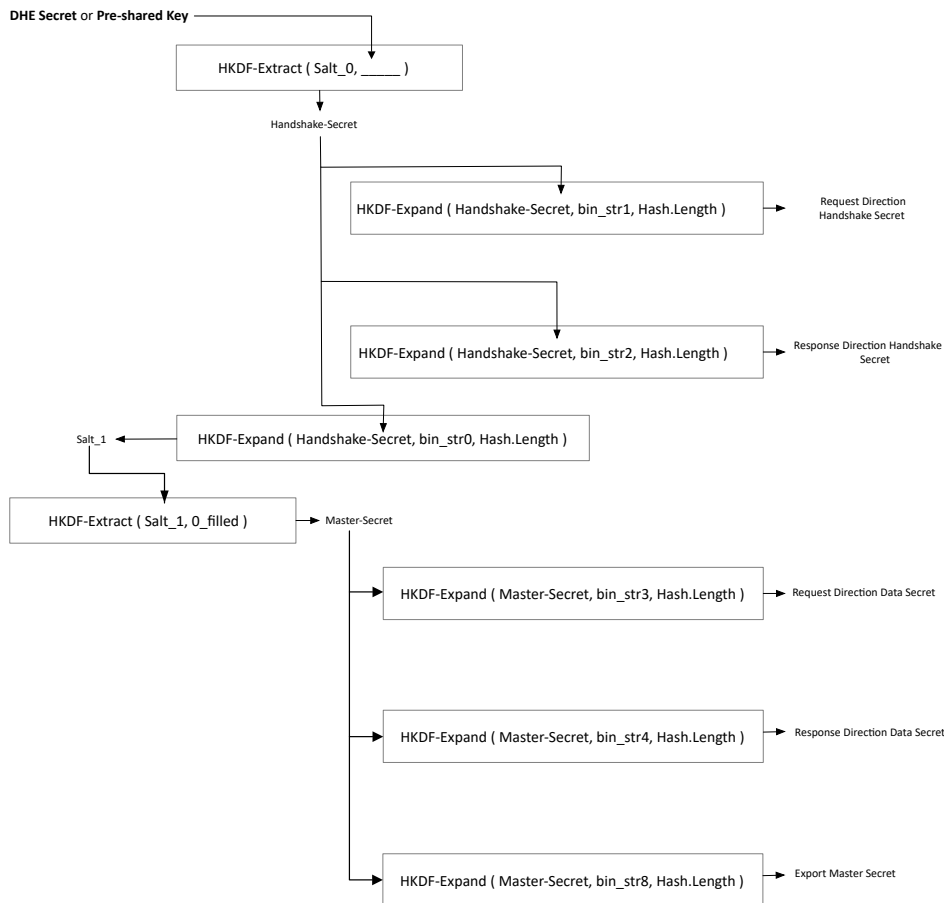 DHE Secret or Pre-shared Key
HKDF-Extract ( Salt_0, _____ )
Handshake-Secret
HKDF-Expand ( Handshake-Secret, bin_str1, Hash.Length )
Request Direction
Handshake Secret
HKDF-Expand ( Handshake-Secret, bin_str2, Hash.Length )
Response Direction Handshake
Secret
Salt_1
HKDF-Expand ( Handshake-Secret, bin_str0, Hash.Length )
HKDF-Extract ( Salt_1, 0_filled )
Master-Secret
HKDF-Expand ( Master-Secret, bin_str3, Hash.Length )
Request Direction Data Secret
HKDF-Expand ( Master-Secret, bin_str4, Hash.Length )
Response Direction Data Secret
HKDF-Expand ( Master-Secret, bin_str8, Hash.Length )
Export Master Secret